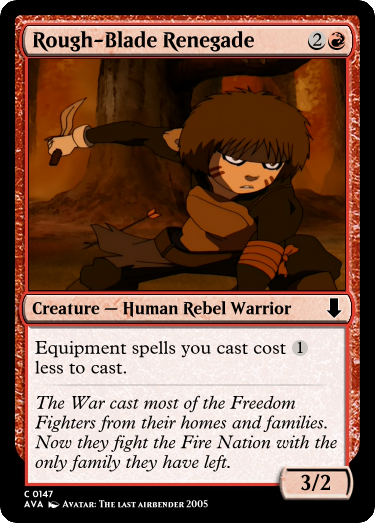 Rough-Blade Renegade 2
Creature — Human Rebel Warrior
Equipment spells you cast cost 1
less to cast.
The War cast most of the Freedom
Fighters from their homes and families.
Now they fight the Fire Nation with the
only family they have left.
3/2
C 0147
AVA Avatar: The last airbender 2005